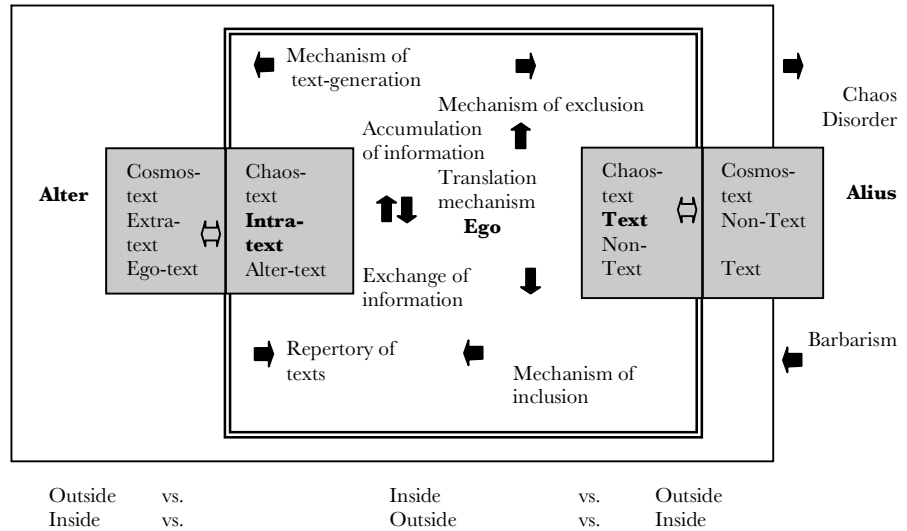 Mechanism of
text-generation
Mechanism of exclusion
Chaos
Disorder
Accumulation
of information
Alter
Cosmos-
text
Extra-
text
Ego-text
Chaos-
text
Intra-
text
Alter-text
Translation
mechanism
Ego
Chaos-
text
Text
Non-
Text
Cosmos-
text
Non-Text
Text
Alius
Exchange of
information
Repertory of
texts
Mechanism of
inclusion
Barbarism
Outside vs. Inside vs. Outside
Inside vs. Outside vs. Inside